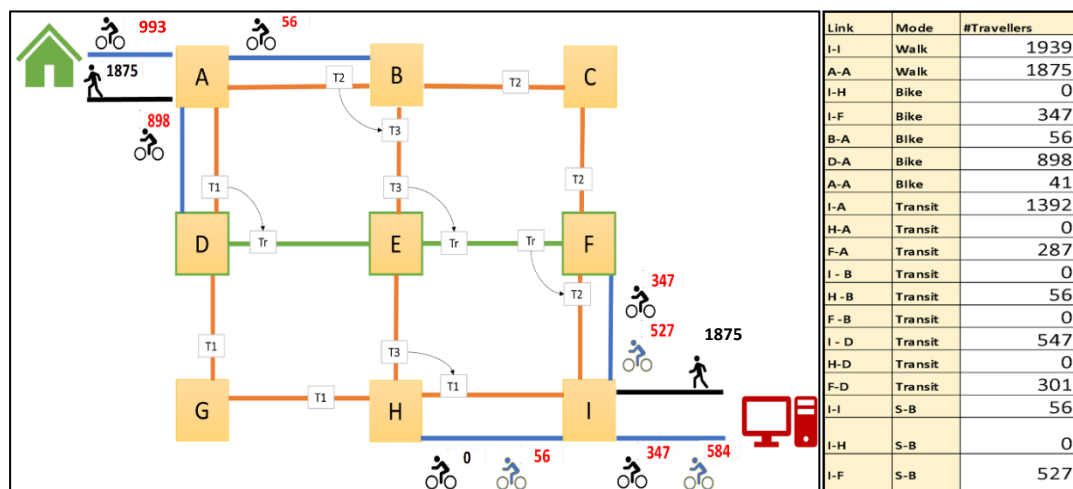 993
56
1875
A
B
C
T2
T2
T3
898
T1
T3
T2
D
Tr
E
Tr
Tr
F
T2
347
527
1875
T1
T3
T1
T1
G
H
I
0
56
347
584
Link Mode #Travellers
I-I Walk 1939
A-A Walk 1875
I-H Bike 0
I-F Bike 347
B-A BIke 56
D-A Bike 898
A-A BIke 41
I-A Transit 1392
H-A Transit 0
F-A Transit 287
I - B Transit 0
H -B Transit 56
F -B Transit 0
I - D Transit 547
H-D Transit 0
F-D Transit 301
I-I S-B 56
I-H S-B 0
I-F S-B 527